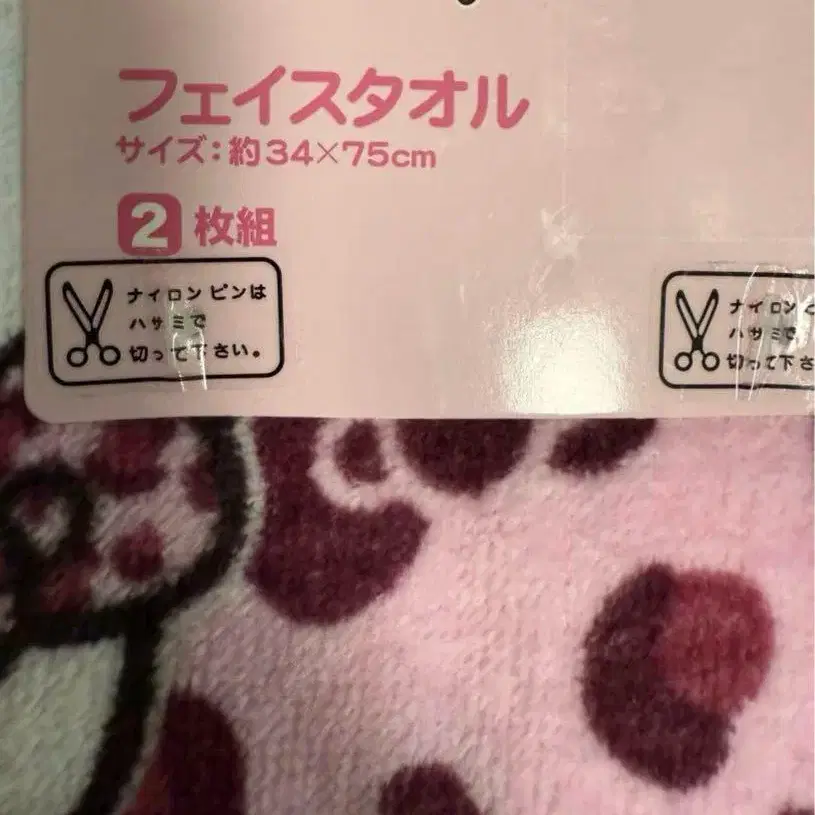 フェイスタオル
サイズ：約34×75cm
2枚組
ナイロンピンは
ハサミで
切って下さい。
ナイロン
ハサミで
切って下さ